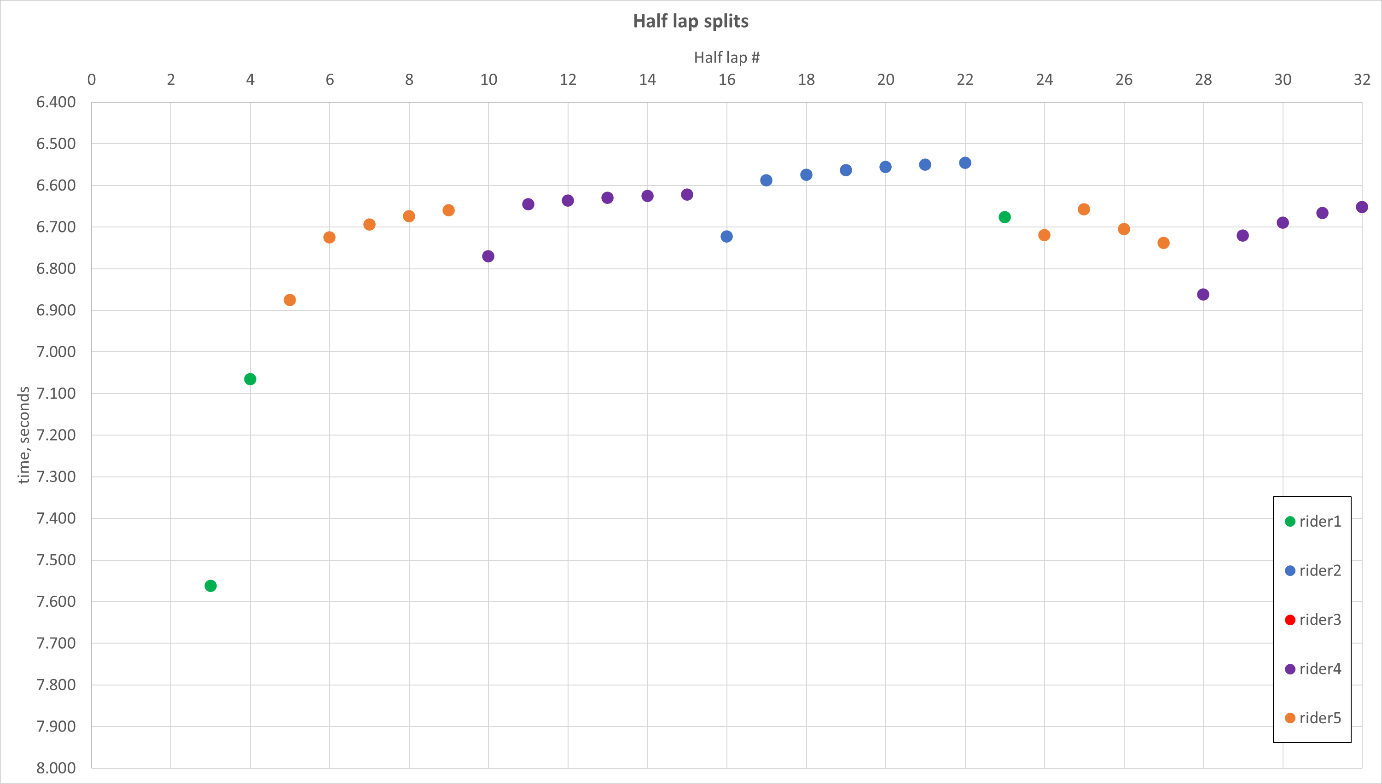 Half lap splits
Half lap #
0 2 4 6 8 10 12 14 16 18 20 22 24 26 28 30 32
6.400
6.500
6.600
6.700
6.800
6.900
7.000
7.100
7.200
7.300
7.400
7.500
7.600
7.700
7.800
7.900
8.000
time, seconds
rider1
rider2
rider3
rider4
rider5